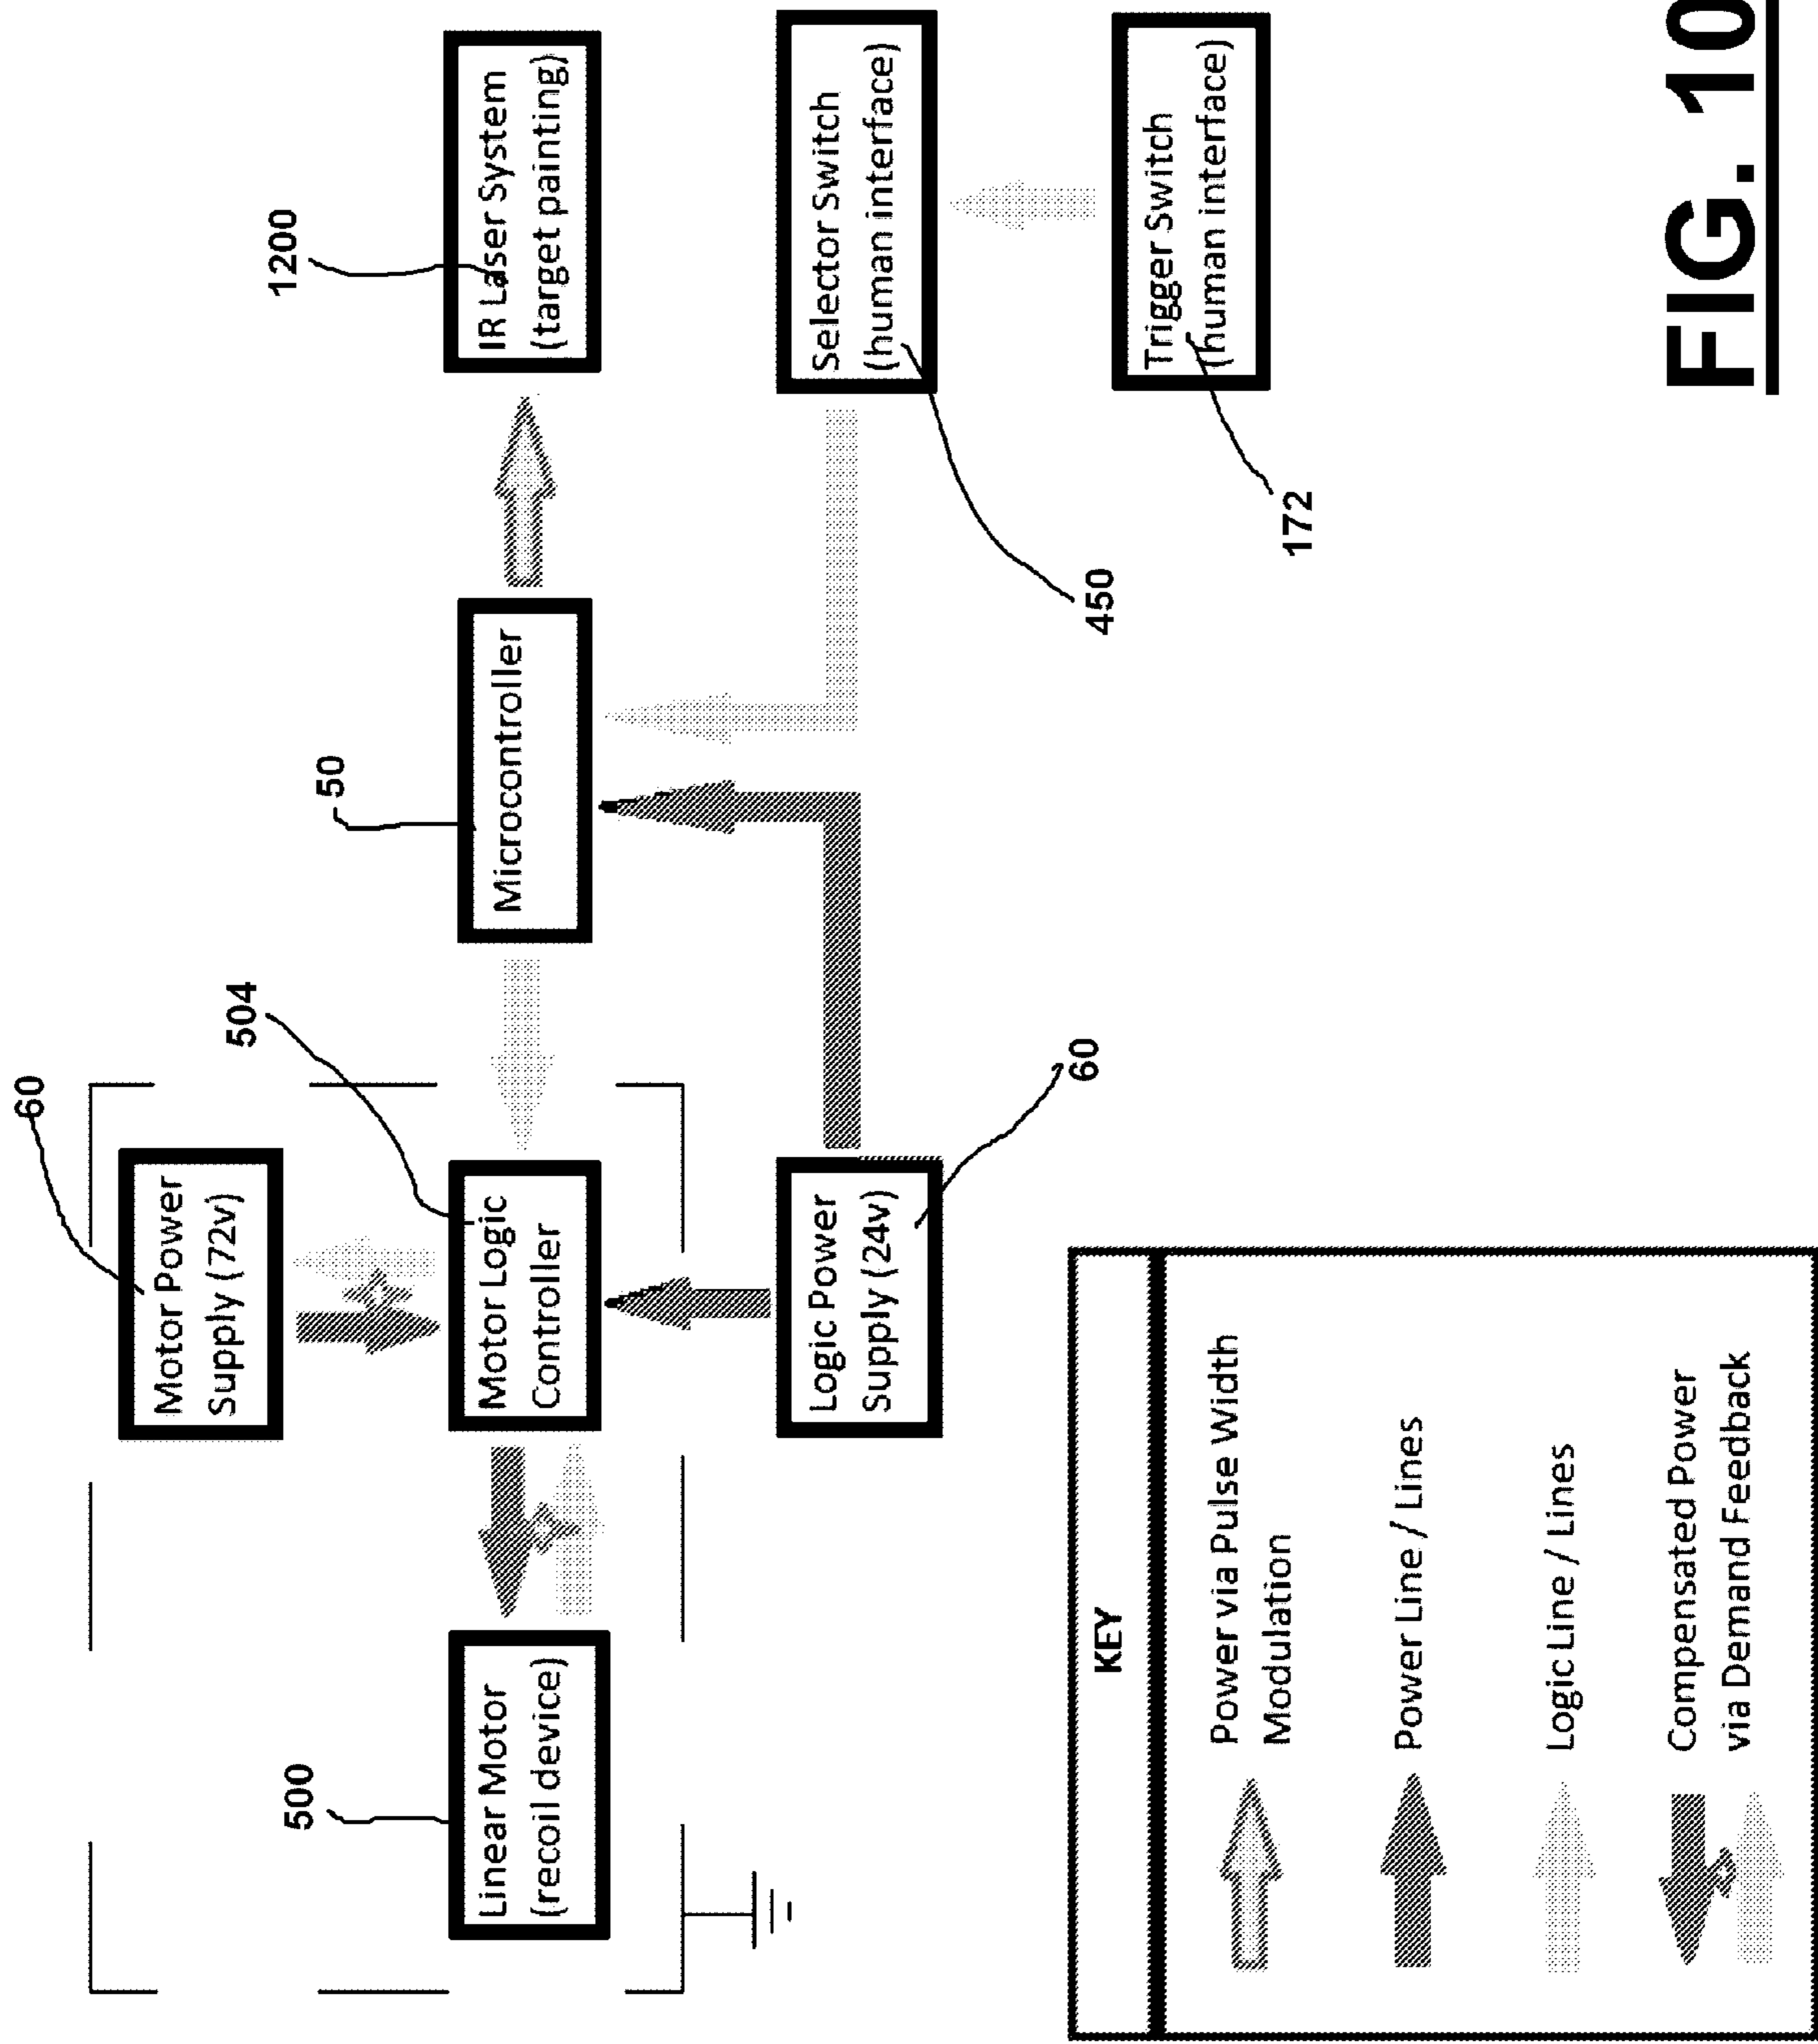 60
Motor Power
Supply (72v)
504
500
Linear Motor
(recoil device)
Motor Logic
Controller
50
Microcontroller
1200
IR Laser System
(target painting)
Logic Power
Supply (24v)
60
450
Selector Switch
(human interface)
172
Trigger Switch
(human interface)
KEY
Power via Pulse Width
Modulation
Power Line / Lines
Logic Line / Lines
Compensated Power
via Demand Feedback
FIG. 10